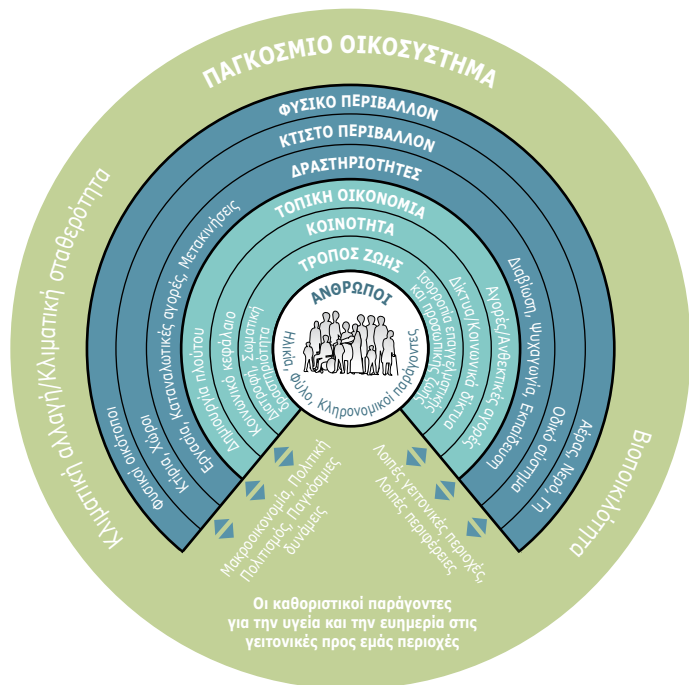 ΠΑΓΚΟΣΜΙΟ ΟΙΚΟΣΥΣΤΗΜΑ
Κλιματική αλλαγή/Κλιματική σταθερότητα
Βιοποικιλότητα
ΦΥΣΙΚΟ ΠΕΡΙΒΑΛΛΟΝ
Φυσικοί οικότοποι
Αέρας, Νερό, Γη
ΚΤΙΣΤΟ ΠΕΡΙΒΑΛΛΟΝ
Κτίρια, Χώροι
Οδικό σύστημα
ΔΡΑΣΤΗΡΙΟΤΗΤΕΣ
Εργασία, Καταναλωτικές αγορές, Μετακινήσεις
Διαβίωση, Ψυχαγωγία, Εκπαίδευση
ΤΟΠΙΚΗ ΟΙΚΟΝΟΜΙΑ
Δημιουργία πλούτου
Αγορές/Ανθεκτικές αγορές
ΚΟΙΝΟΤΗΤΑ
Κοινωνικό κεφάλαιο
Δίκτυα/Κοινωνικά δίκτυα
ΤΡΟΠΟΣ ΖΩΗΣ
Διατροφή, Σωματική
δραστηριότητα
Ισορροπία επαγγελματικής
και προσωπικής ζωής
ΑΝΘΡΩΠΟΙ
Ηλικία, Φύλο, Κληρονομικοί παράγοντες
Μακροοικονομία, Πολιτική
Πολιτισμός, Παγκόσμιες
δυνάμεις
Λοιπές γειτονικές περιοχές,
Λοιπές περιφέρειες
Οι καθοριστικοί παράγοντες
για την υγεία και την ευημερία στις
γειτονικές προς εμάς περιοχές